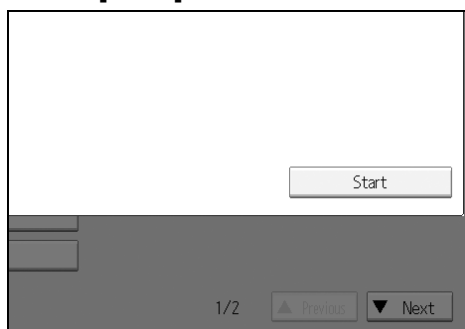 Start
1/2 ▲ Previous ▼ Next